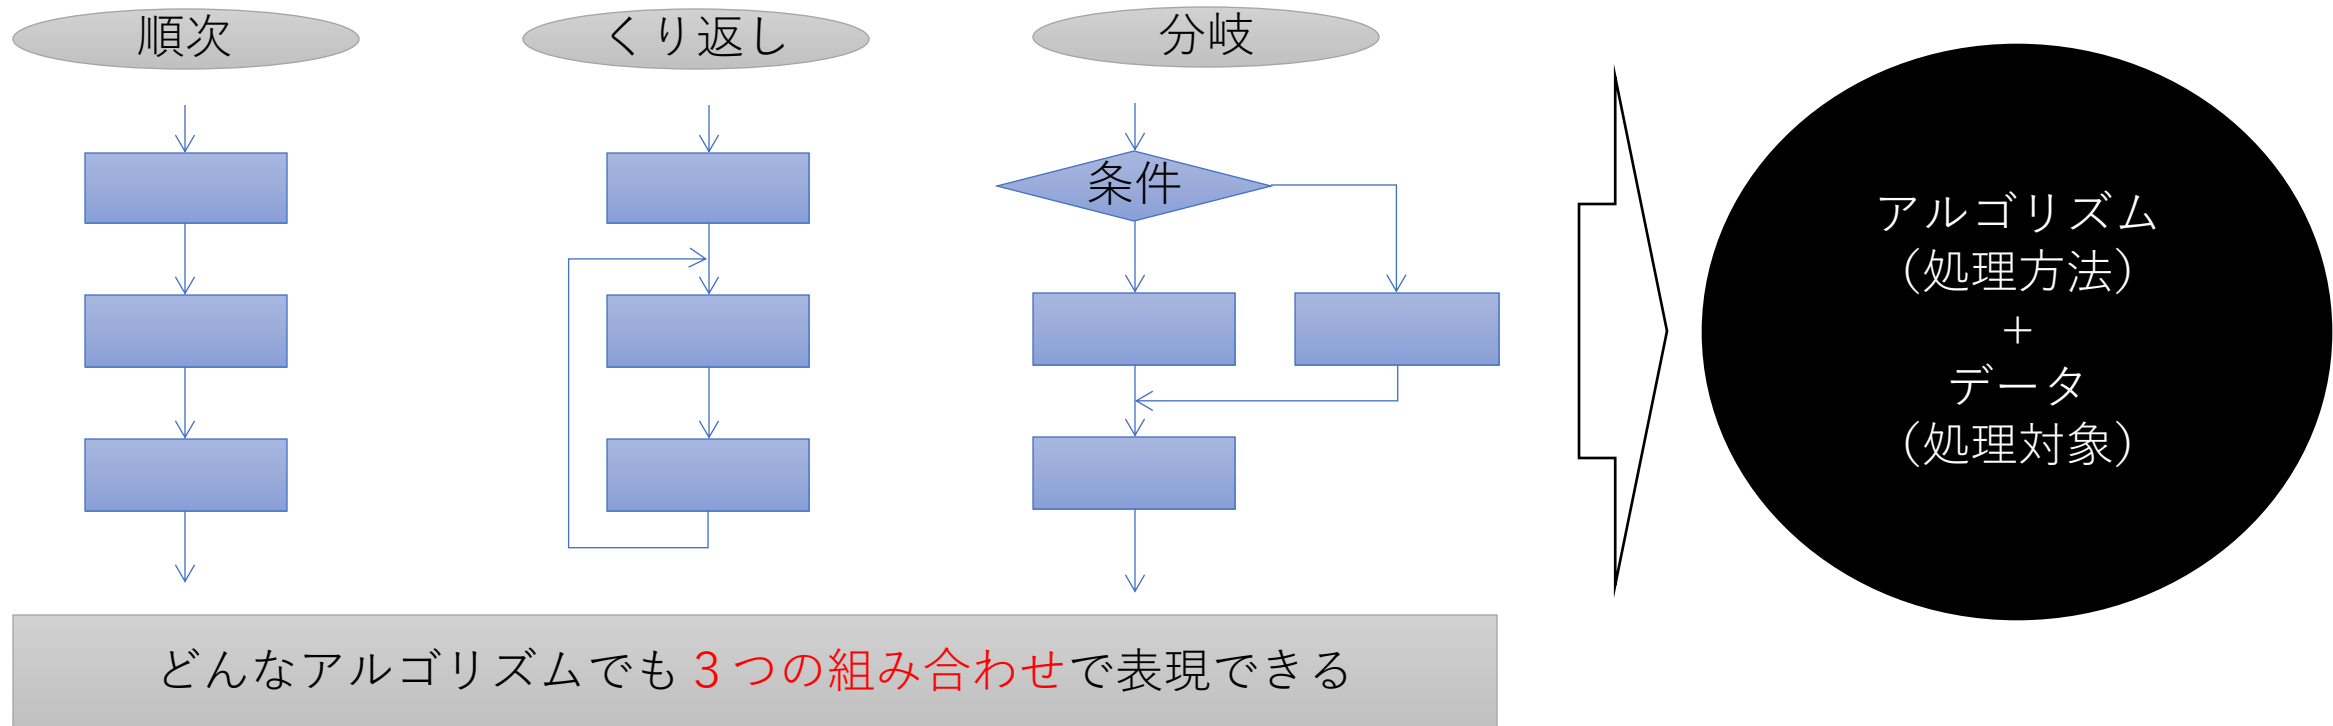 順次
くり返し
分岐
条件
アルゴリズム
（処理方法）
＋
データ
（処理対象）
どんなアルゴリズムでも３つの組み合わせで表現できる